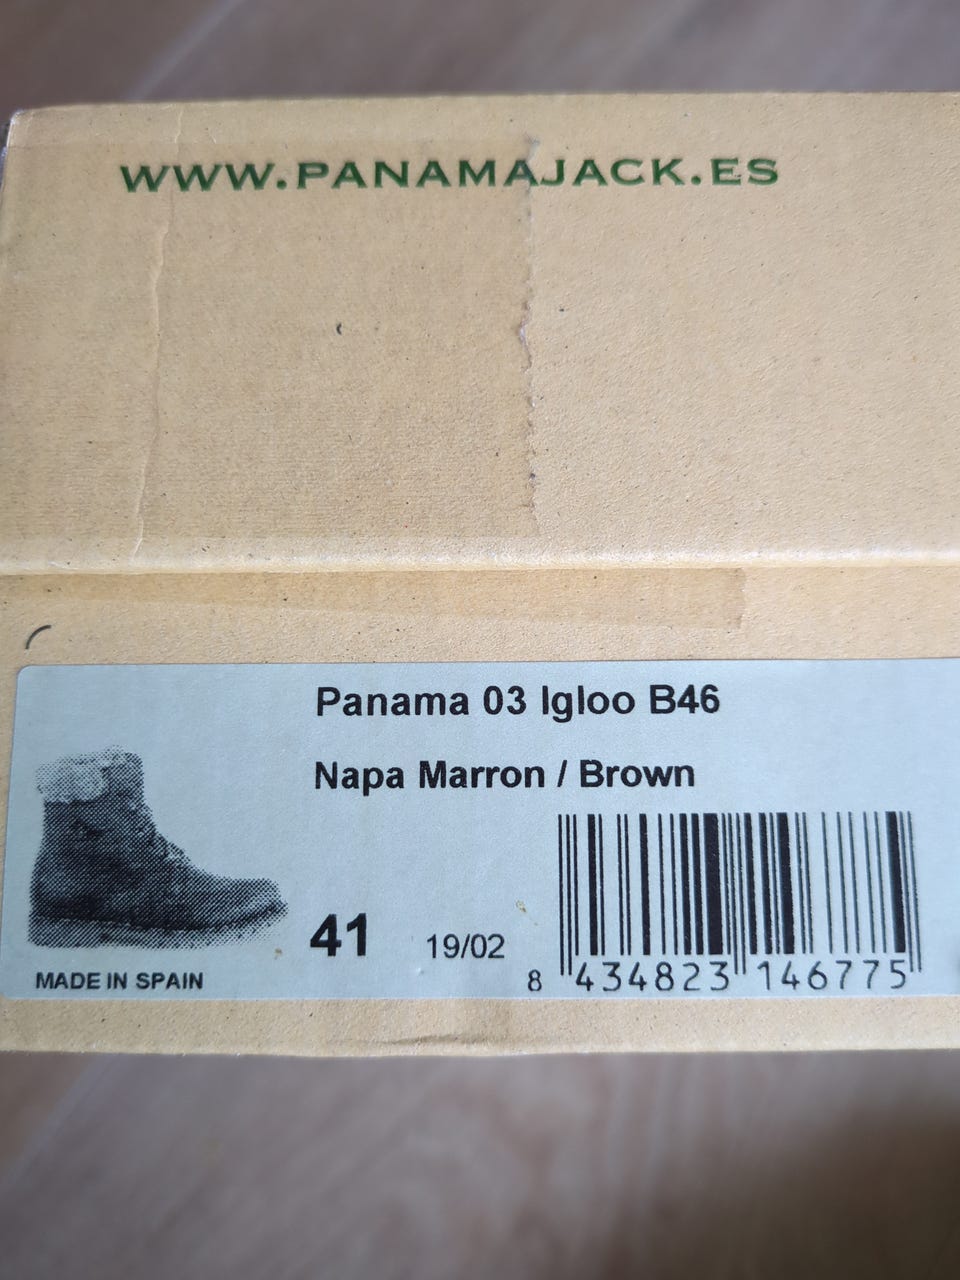 WWW.PANAMAJACK.ES
Panama 03 Igloo B46
Napa Marron / Brown
41
19/02
8 434823 146775
MADE IN SPAIN